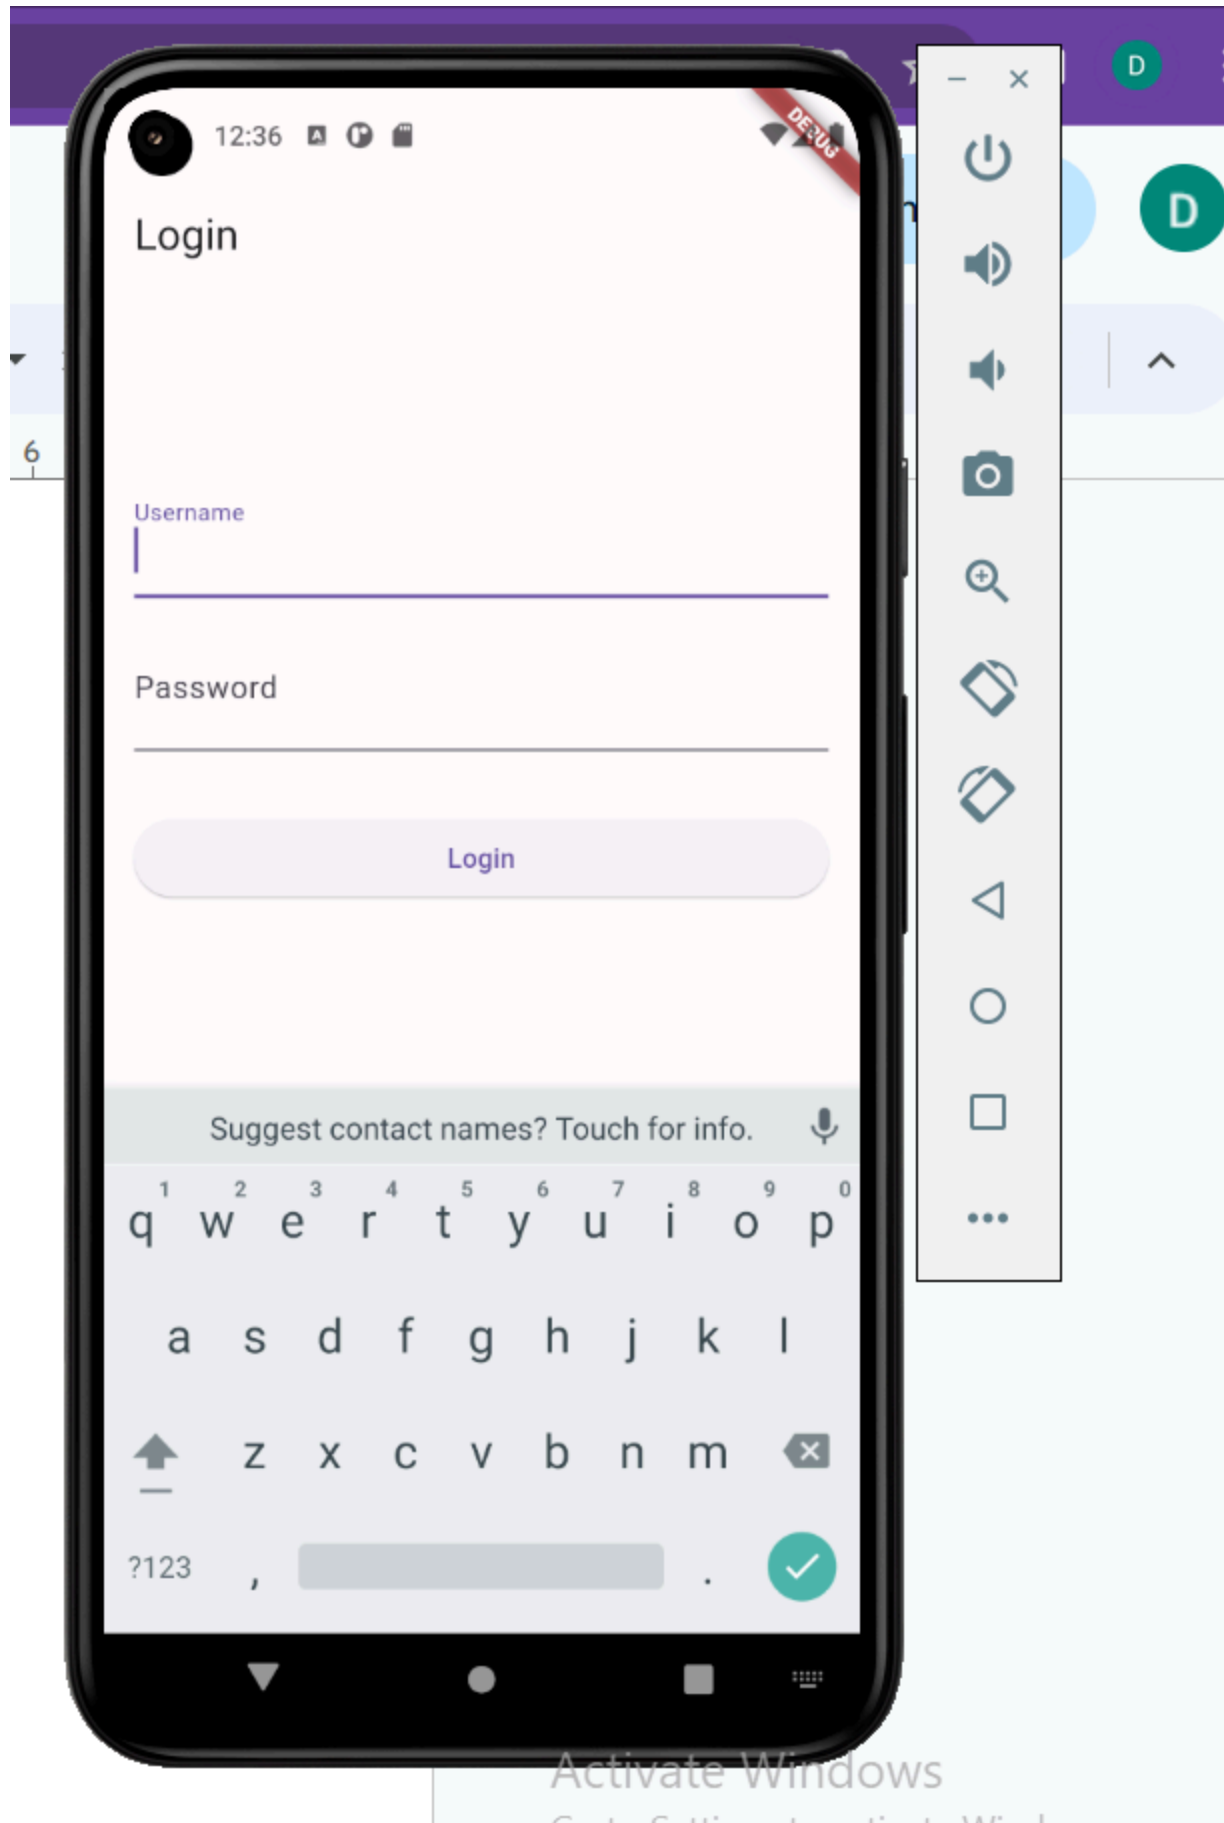 D
12:36
DEBUG
D
Login
6
Username
Password
Login
Suggest contact names? Touch for info.
1 2 3 4 5 6 7 8 9 0
q w e r t y u i o p
a s d f g h j k l
z x c v b n m
?123 , .
Activate Windows